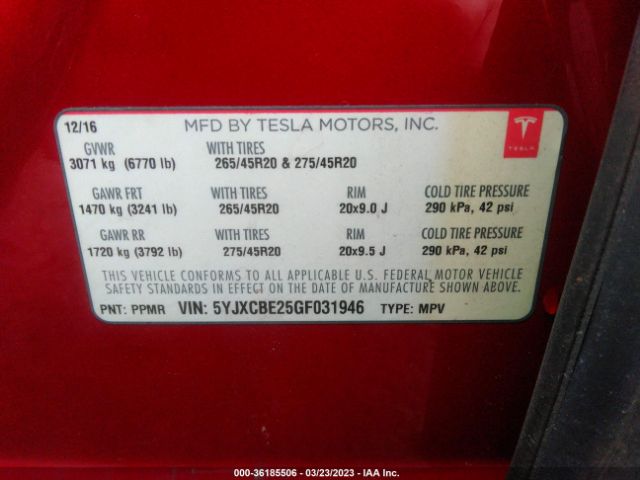 12/16 MFD BY TESLA MOTORS, INC.
TESLA
GVWR WITH TIRES
3071 kg (6770 lb) 265/45R20 & 275/45R20
GAWR FRT WITH TIRES RIM COLD TIRE PRESSURE
1470 kg (3241 lb) 265/45R20 20x9.0 J 290 kPa, 42 psi
GAWR RR WITH TIRES RIM COLD TIRE PRESSURE
1720 kg (3792 lb) 275/45R20 20x9.5 J 290 kPa, 42 psi
THIS VEHICLE CONFORMS TO ALL APPLICABLE U.S. FEDERAL MOTOR VEHICLE
SAFETY STANDARDS IN EFFECT ON THE DATE OF MANUFACTURE SHOWN ABOVE.
PNT: PPMR VIN: 5YJXCBE25GF031946 TYPE: MPV
000-36185506 - 03/23/2023 - IAA Inc.